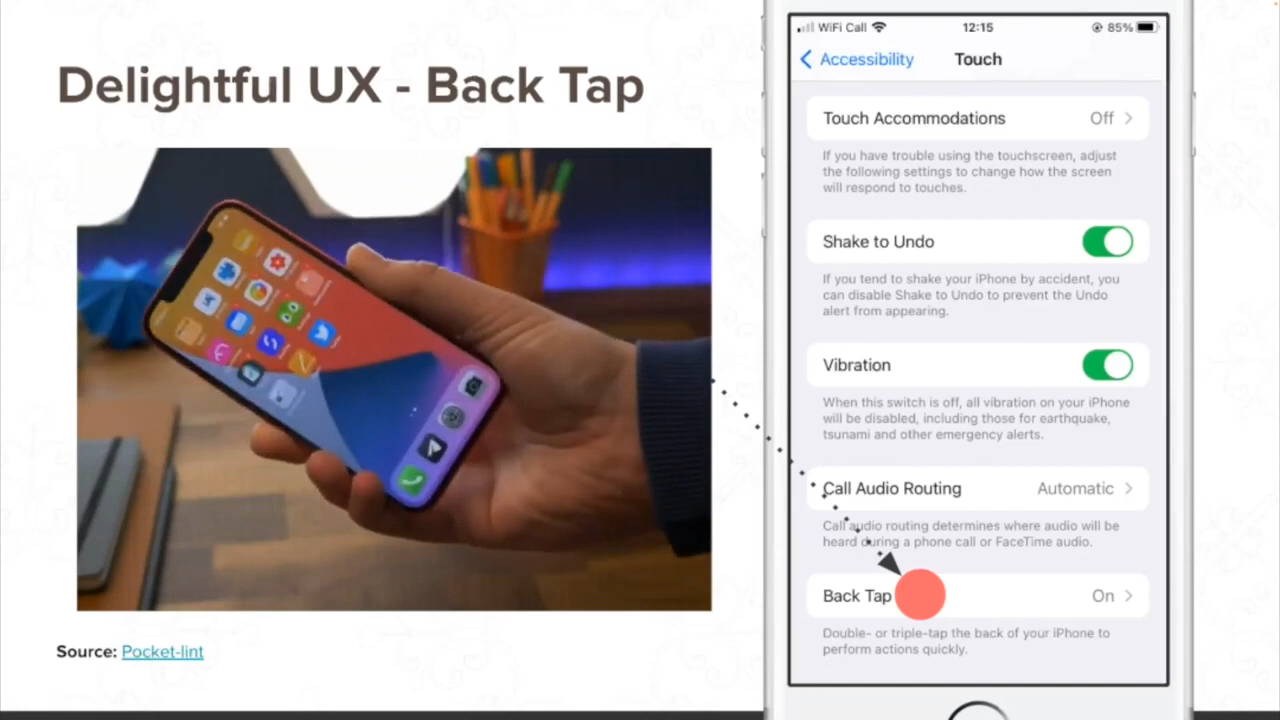 Delightful UX - Back Tap
Source: Pocket-lint
WiFi Call 12:15 85%
Accessibility Touch
Touch Accommodations Off
If you have trouble using the touchscreen, adjust
the following settings to change how the screen
will respond to touches.
Shake to Undo
If you tend to shake your iPhone by accident, you
can disable Shake to Undo to prevent the Undo
alert from appearing.
Vibration
When this switch is off, all vibration on your iPhone
will be disabled, including those for earthquake,
tsunami and other emergency alerts.
Call Audio Routing Automatic
Call audio routing determines where audio will be
heard during a phone call or FaceTime audio.
Back Tap On
Double- or triple-tap the back of your iPhone to
perform actions quickly.